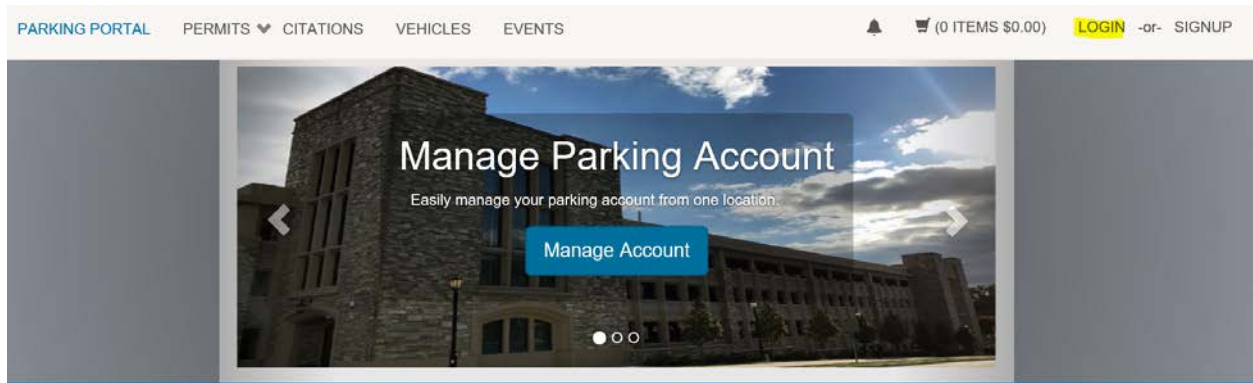 PARKING PORTAL PERMITS CITATIONS VEHICLES EVENTS (0 ITEMS $0.00) LOGIN -or- SIGNUP
Manage Parking Account
Easily manage your parking account from one location.
Manage Account